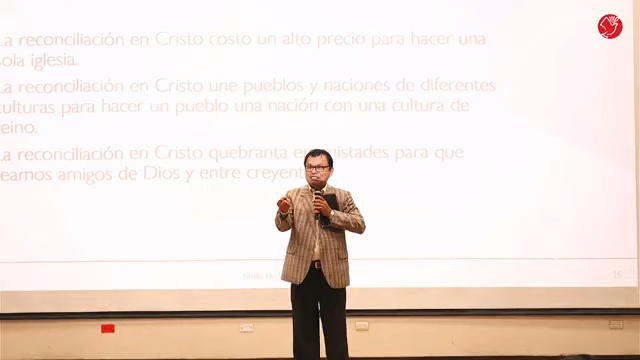 La reconciliación en Cristo costo un alto precio para hacer una
sola iglesia.
La reconciliación en Cristo une pueblos y naciones de diferentes
culturas para hacer un pueblo una nación con una cultura de
reino.
La reconciliación en Cristo quebranta enemistades para que
seamos amigos de Dios y entre
16